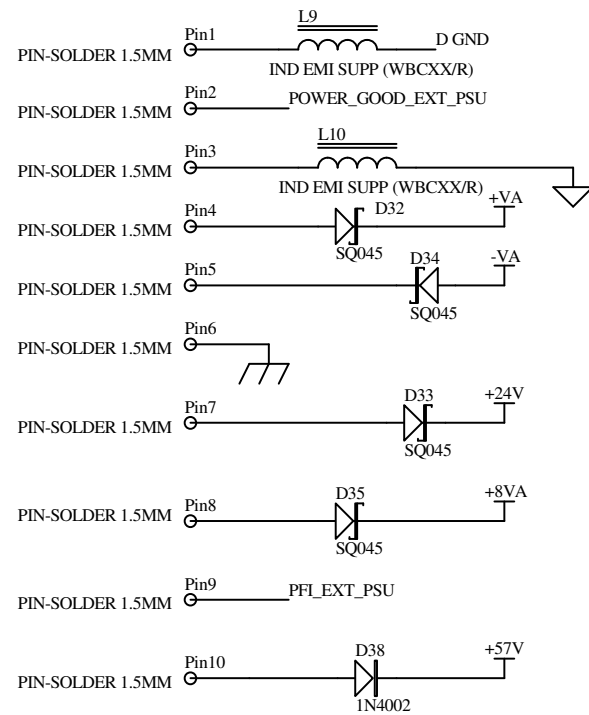 L9
Pin1
D GND
PIN-SOLDER 1.5MM
IND EMI SUPP (WBCXX/R)
Pin2
POWER_GOOD_EXT_PSU
PIN-SOLDER 1.5MM
L10
Pin3
PIN-SOLDER 1.5MM
IND EMI SUPP (WBCXX/R)
Pin4
D32
+VA
PIN-SOLDER 1.5MM
SQ045
Pin5
D34
-VA
PIN-SOLDER 1.5MM
SQ045
Pin6
PIN-SOLDER 1.5MM
Pin7
D33
+24V
PIN-SOLDER 1.5MM
SQ045
Pin8
D35
+8VA
PIN-SOLDER 1.5MM
SQ045
Pin9
PFI_EXT_PSU
PIN-SOLDER 1.5MM
Pin10
D38
+57V
PIN-SOLDER 1.5MM
1N4002